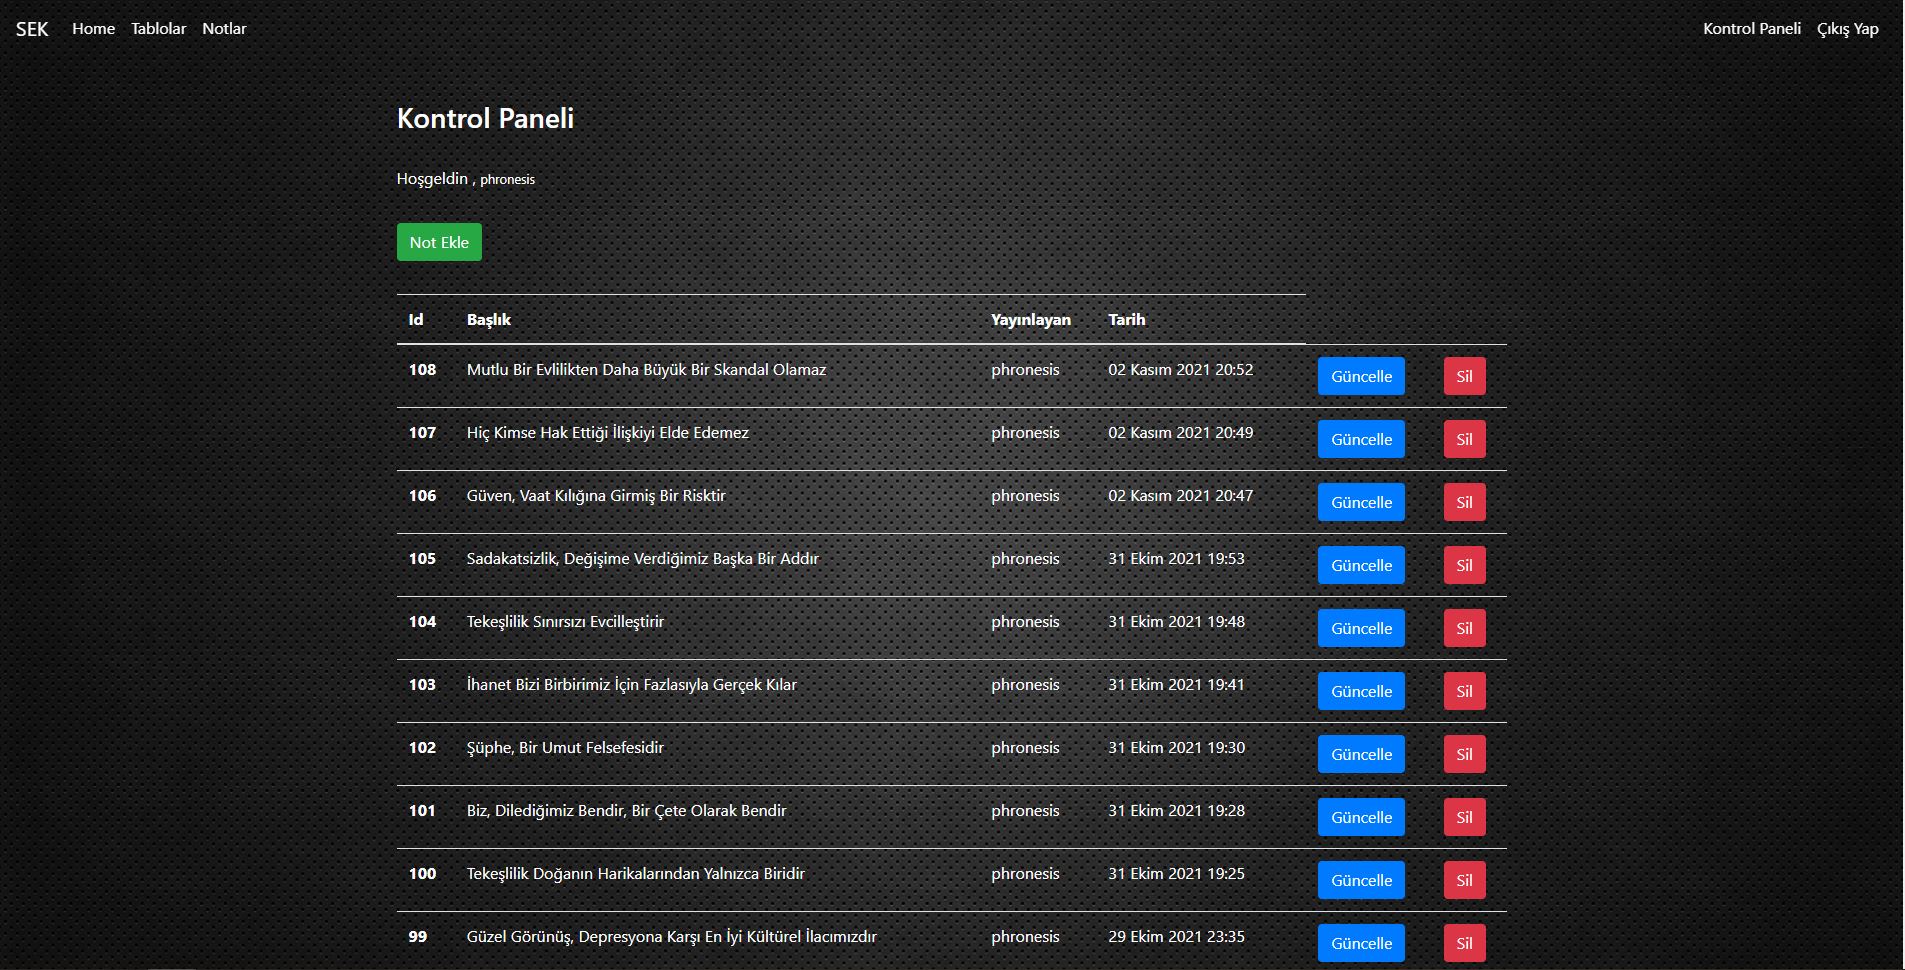 SEK Home Tablolar Notlar Kontrol Paneli Çıkış Yap
Kontrol Paneli
Hoşgeldin , phronesis
Not Ekle
Id Başlık Yayınlayan Tarih
108 Mutlu Bir Evlilikten Daha Büyük Bir Skandal Olamaz phronesis 02 Kasım 2021 20:52 Güncelle Sil
107 Hiç Kimse Hak Ettiği İlişkiyi Elde Edemez phronesis 02 Kasım 2021 20:49 Güncelle Sil
106 Güven, Vaat Kılığına Girmiş Bir Risktir phronesis 02 Kasım 2021 20:47 Güncelle Sil
105 Sadakatsizlik, Değişime Verdiğimiz Başka Bir Addır phronesis 31 Ekim 2021 19:53 Güncelle Sil
104 Tekeşlilik Sınırsızı Evcilleştirir phronesis 31 Ekim 2021 19:48 Güncelle Sil
103 İhanet Bizi Birbirimiz İçin Fazlasıyla Gerçek Kılar phronesis 31 Ekim 2021 19:41 Güncelle Sil
102 Şüphe, Bir Umut Felsefesidir phronesis 31 Ekim 2021 19:30 Güncelle Sil
101 Biz, Dilediğimiz Bendir, Bir Çete Olarak Bendir phronesis 31 Ekim 2021 19:28 Güncelle Sil
100 Tekeşlilik Doğanın Harikalarından Yalnızca Biridir phronesis 31 Ekim 2021 19:25 Güncelle Sil
99 Güzel Görünüş, Depresyona Karşı En İyi Kültürel İlacımızdır phronesis 29 Ekim 2021 23:35 Güncelle Sil